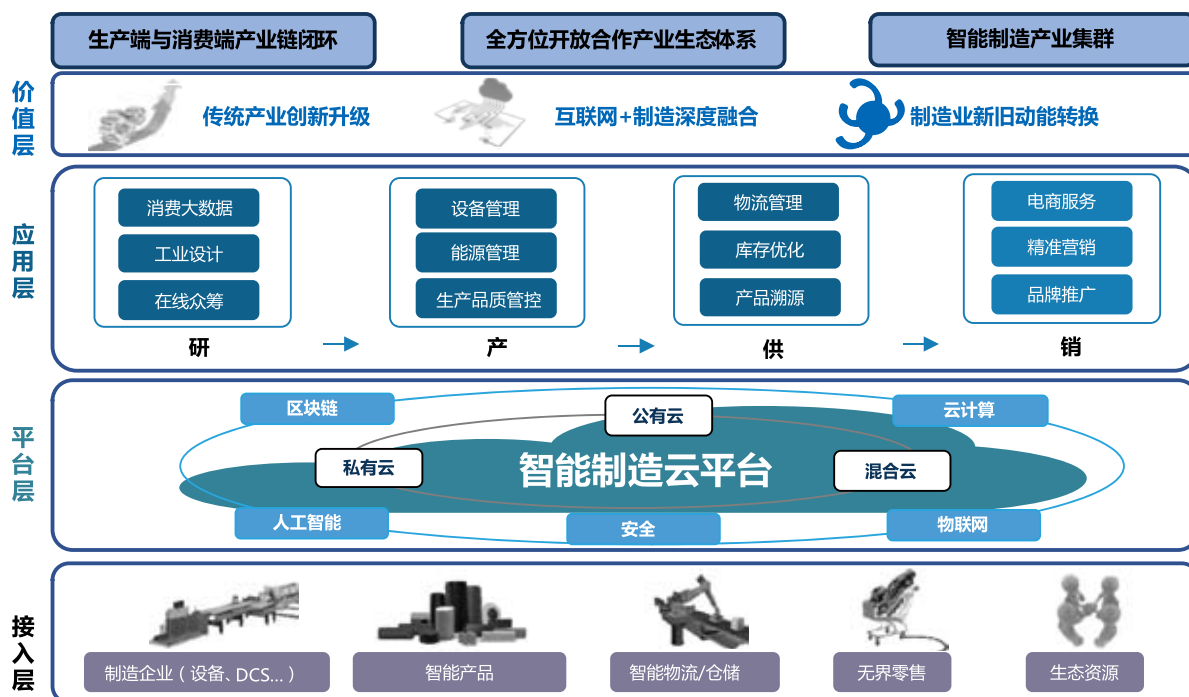 生产端与消费端产业链闭环
全方位开放合作产业生态体系
智能制造产业集群
价值层
传统产业创新升级
互联网+制造深度融合
制造业新旧动能转换
应用层
消费大数据
工业设计
在线众筹
研
设备管理
能源管理
生产品质管控
产
物流管理
库存优化
产品溯源
供
电商服务
精准营销
品牌推广
销
平台层
区块链
公有云
云计算
私有云
智能制造云平台
混合云
人工智能
安全
物联网
接入层
制造企业（设备、DCS...）
智能产品
智能物流/仓储
无界零售
生态资源